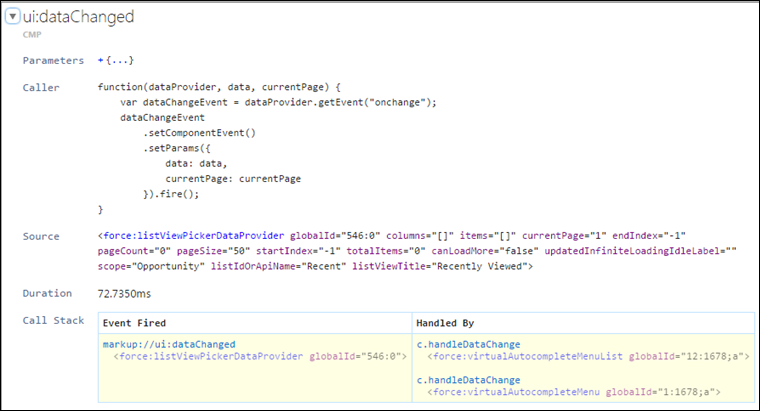 ui:dataChanged
CMP
Parameters +{...}
Caller function(dataProvider, data, currentPage) {
var dataChangeEvent = dataProvider.getEvent("onchange");
dataChangeEvent
.setComponentEvent()
.setParams({
data: data,
currentPage: currentPage
}).fire();
}
Source <force:listViewPickerDataProvider globalId="546:0" columns="[]" items="[]" currentPage="1" endIndex="-1"
pageCount="0" pageSize="50" startIndex="-1" totalItems="0" canLoadMore="false" updatedInfiniteLoadingIdleLabel=""
scope="Opportunity" listIdOrApiName="Recent" listViewTitle="Recently Viewed">
Duration 72.7350ms
Call Stack Event Fired Handled By
markup://ui:dataChanged c.handleDataChange
<force:listViewPickerDataProvider globalId="546:0"> <force:virtualAutocompleteMenuList globalId="12:1678;a">
c.handleDataChange
<force:virtualAutocompleteMenu globalId="1:1678;a">